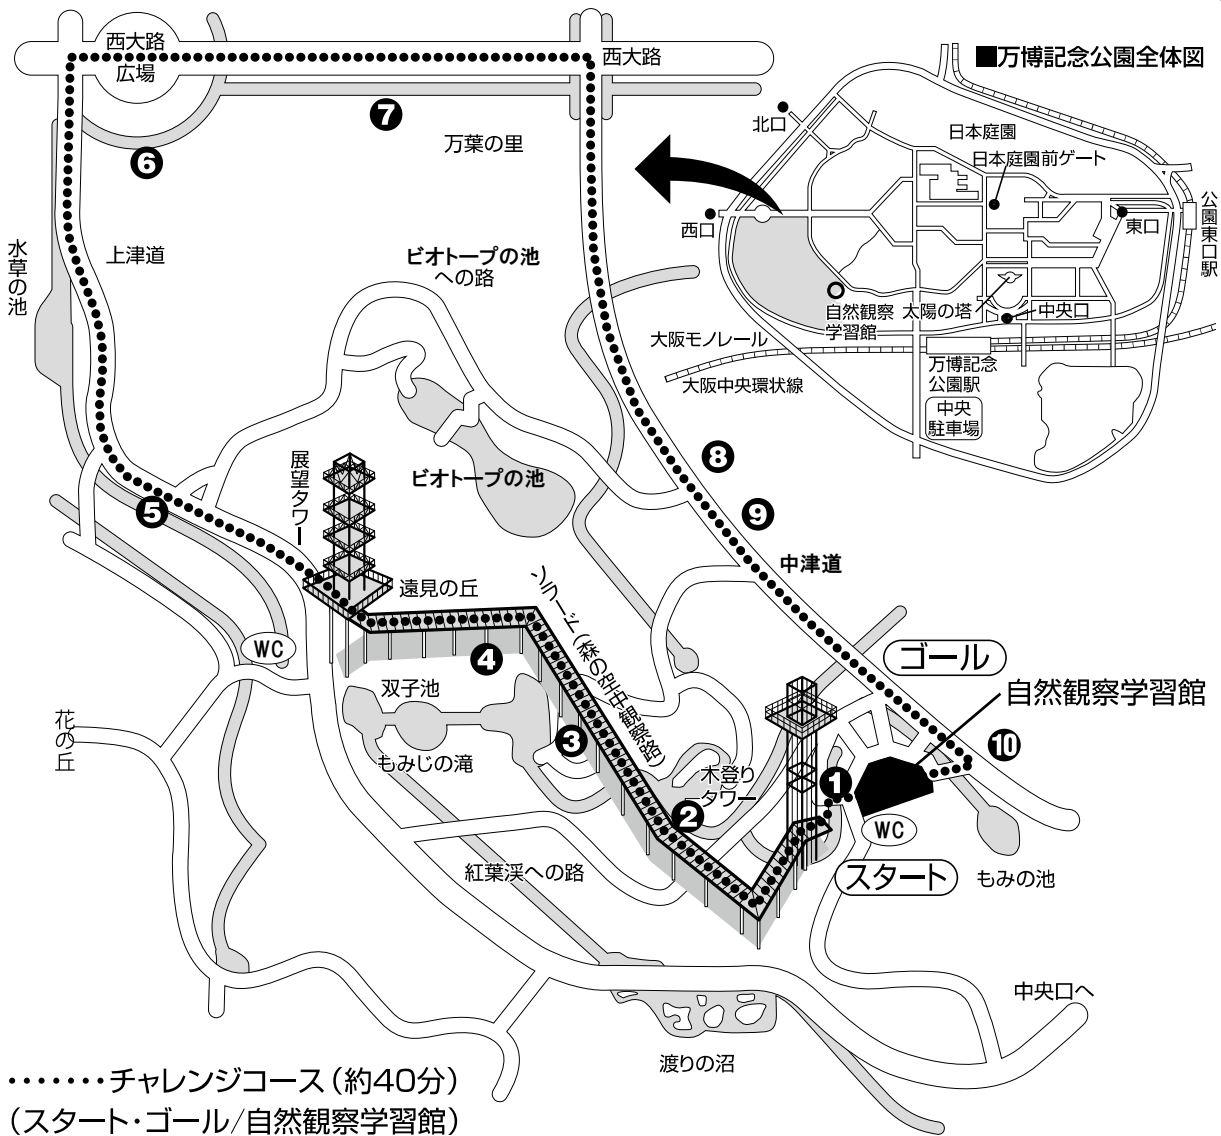 西大路
広場
西大路
7
6
万葉の里
水草の池
上津道
ビオトープの池
への路
ビオトープの池
展望タワー
5
8
9
中津道
遠見の丘
ソラード(森の空中観察路)
WC
4
双子池
花の丘
もみじの滝
3
木登り
タワー
2
1
ゴール
自然観察学習館
10
WC
スタート
もみの池
紅葉渓への路
中央口へ
渡りの沼
・・・・・・・チャレンジコース(約40分)
(スタート・ゴール/自然観察学習館)
■万博記念公園全体図
北口
日本庭園
日本庭園前ゲート
西口
東口
公園東口駅
自然観察
学習館
太陽の塔
中央口
大阪モノレール
大阪中央環状線
万博記念
公園駅
中央
駐車場